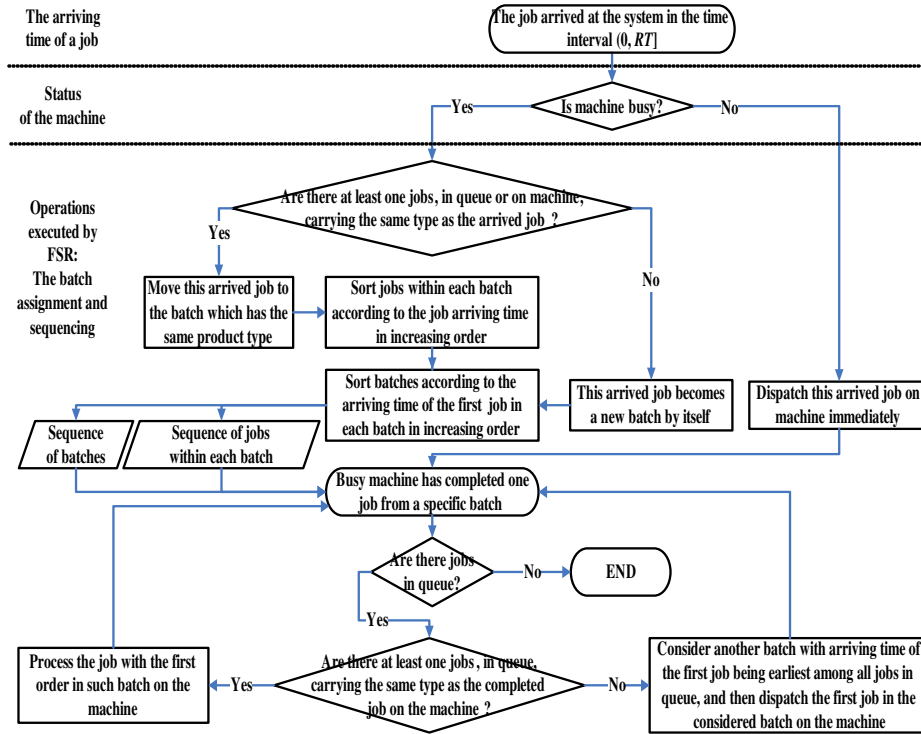 The arriving
time of a job
The job arrived at the system in the time
interval (0, RT]
Status
of the machine
Yes
Is machine busy?
No
Operations
executed by
FSR:
The batch
assignment and
sequencing
Are there at least one jobs, in queue or on machine,
carrying the same type as the arrived job ?
Yes
No
Move this arrived job to
the batch which has the
same product type
Sort jobs within each batch
according to the job arriving time
in increasing order
Sort batches according to the
arriving time of the first job in
each batch in increasing order
This arrived job becomes
a new batch by itself
Dispatch this arrived job on
machine immediately
Sequence
of batches
Sequence of jobs
within each batch
Busy machine has completed one
job from a specific batch
Are there jobs
in queue?
No
END
Yes
Process the job with the first
order in such batch on the
machine
Yes
Are there at least one jobs, in queue,
carrying the same type as the completed
job on the machine ?
No
Consider another batch with arriving time of
the first job being earliest among all jobs in
queue, and then dispatch the first job in the
considered batch on the machine